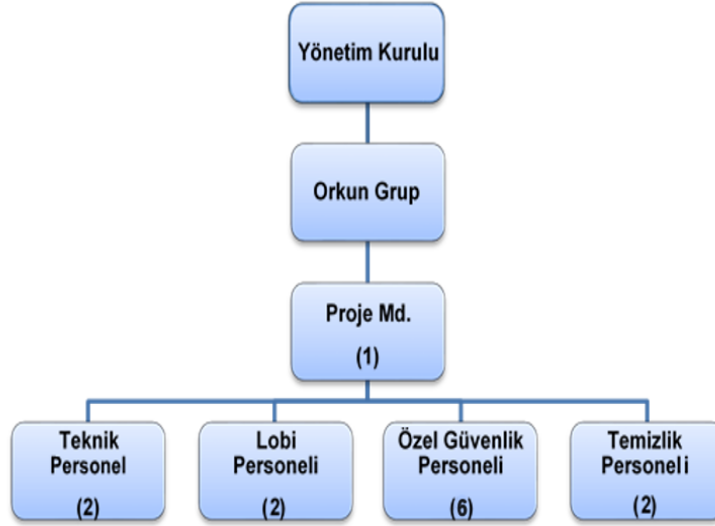 Yönetim Kurulu
Orkun Grup
Proje Md.
(1)
Teknik
Personel
(2)
Lobi
Personeli
(2)
Özel Güvenlik
Personeli
(6)
Temizlik
Personeli
(2)